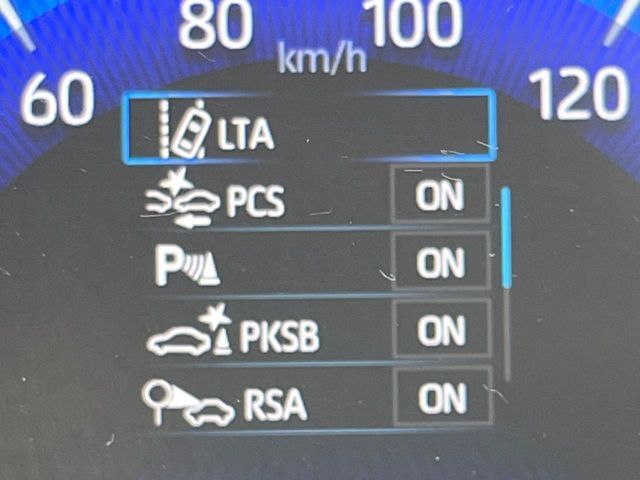 80 100
km/h
60 120
LTA
PCS ON
P ON
PKSB ON
RSA ON